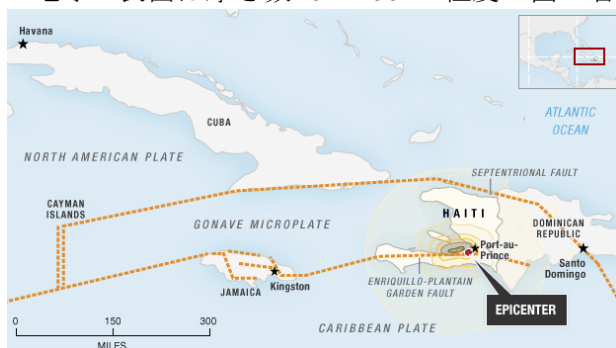 Havana
CUBA
ATLANTIC
OCEAN
NORTH AMERICAN PLATE
SEPTENTRIONAL FAULT
CAYMAN
ISLANDS
GONAVE MICROPLATE
HAITI
DOMINICAN
REPUBLIC
Port-au-
Prince
Santo
Domingo
ENRIQUILLO-PLANTAIN
GARDEN FAULT
Kingston
JAMAICA
EPICENTER
CARIBBEAN PLATE
0 150 300
MILES